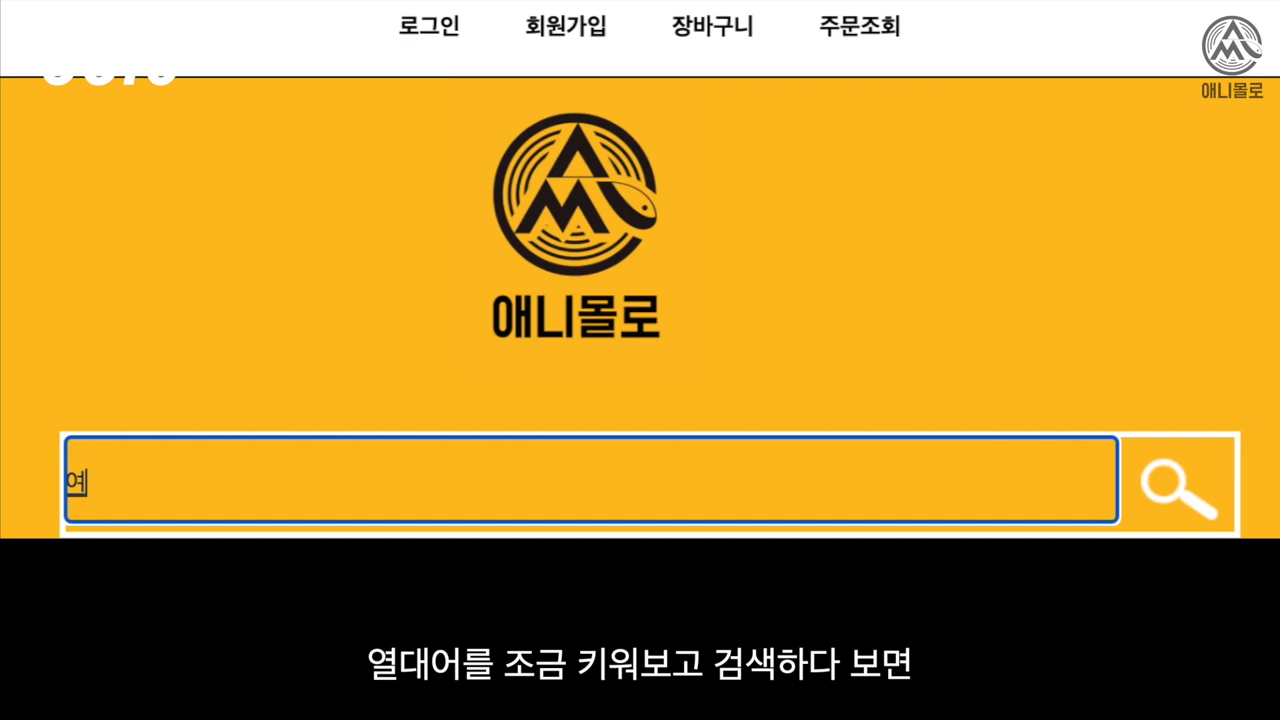 로그인 회원가입 장바구니 주문조회
애니몰로
애니몰로
예
열대어를 조금 키워보고 검색하다 보면